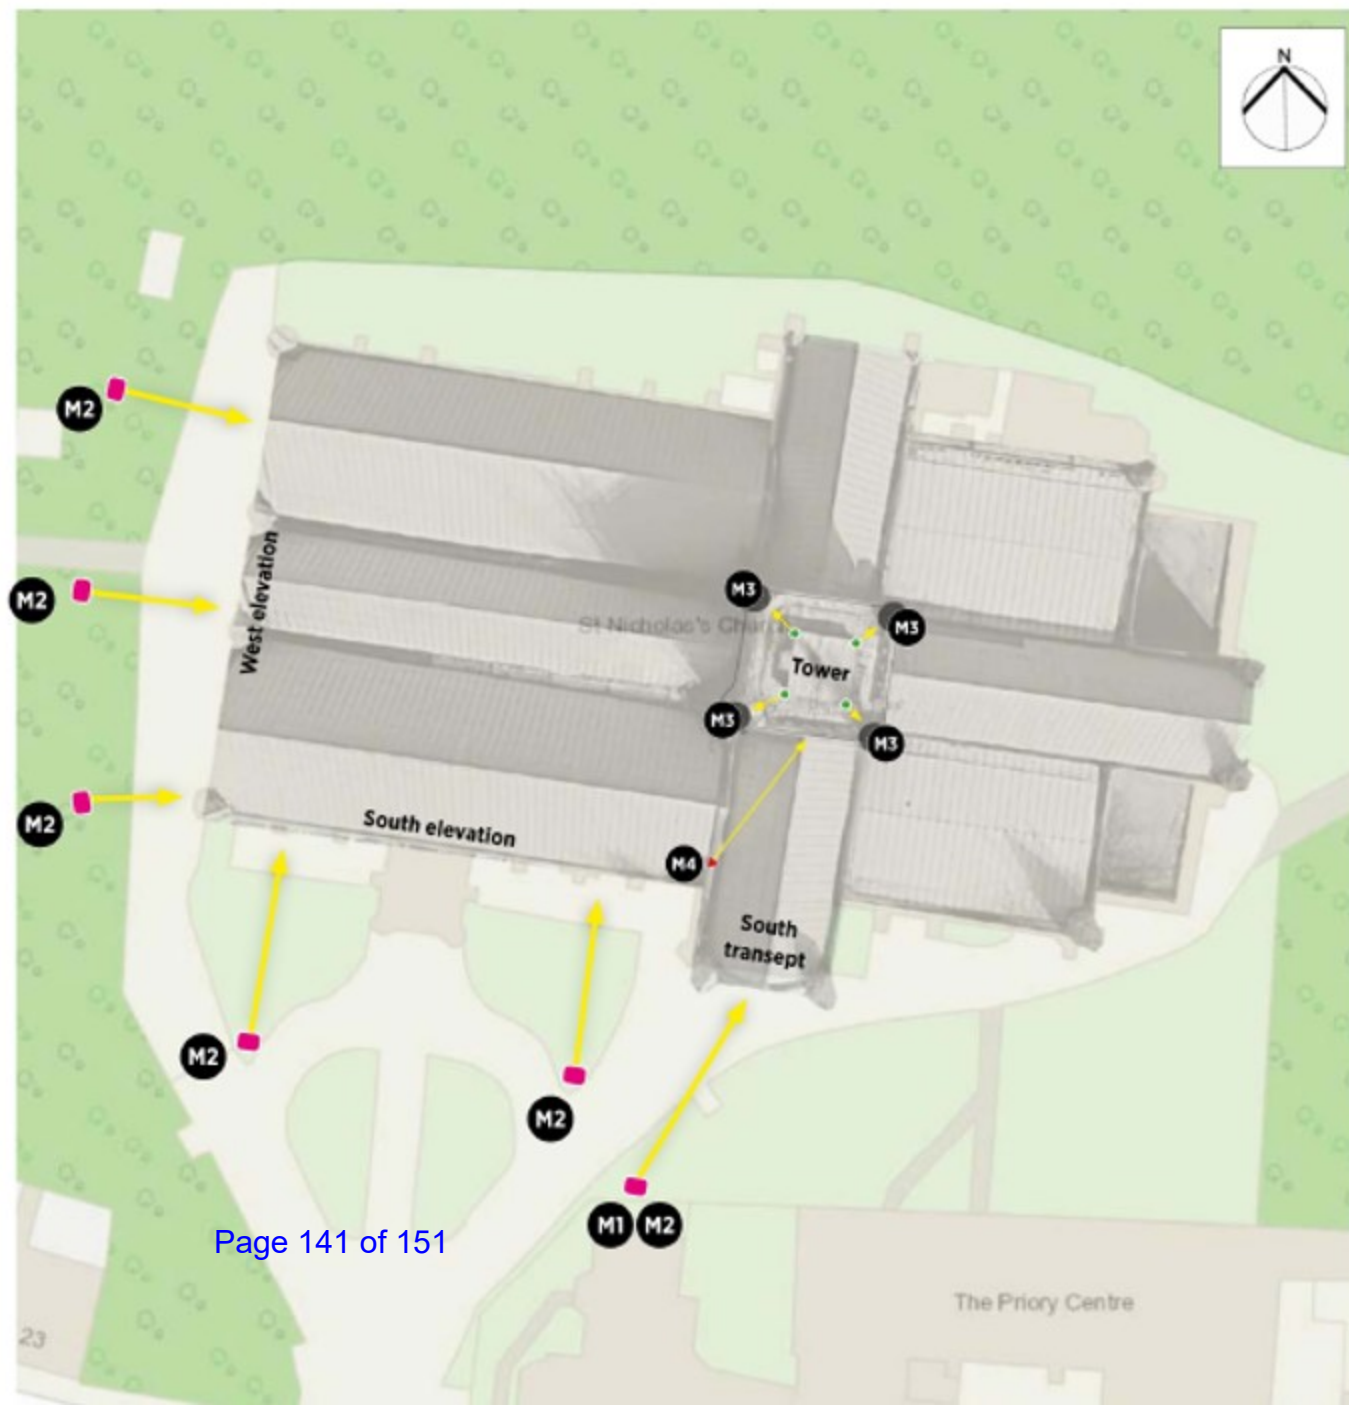 N
M2
M2
West elevation
M3
St Nicholas's Church
M3
Tower
M3
M3
M2
South elevation
M4
South
transept
M2
M2
M1 M2
Page 141 of 151
The Priory Centre
23